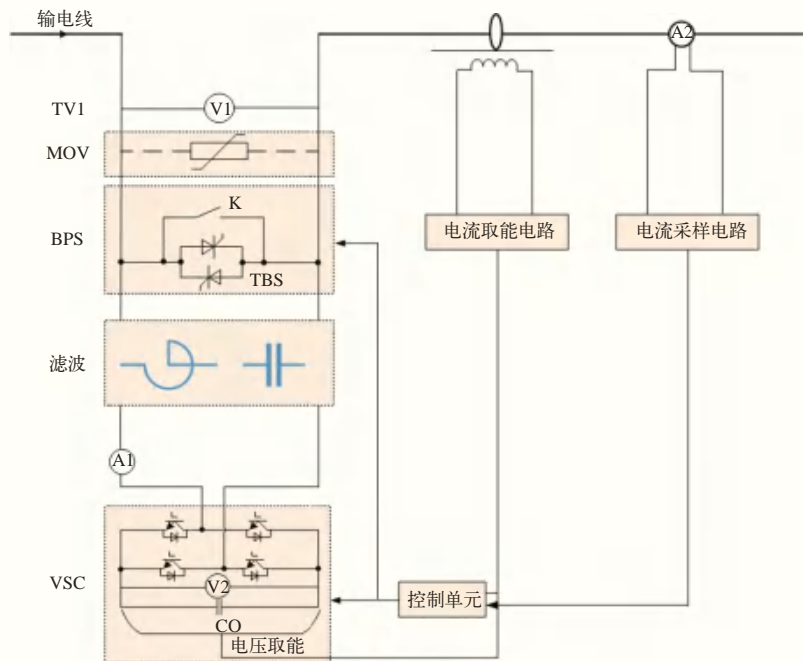 输电线
A2
TV1
V1
MOV
K
BPS
TBS
电流取能电路
电流采样电路
滤波
A1
VSC
V2
控制单元
CO
电压取能